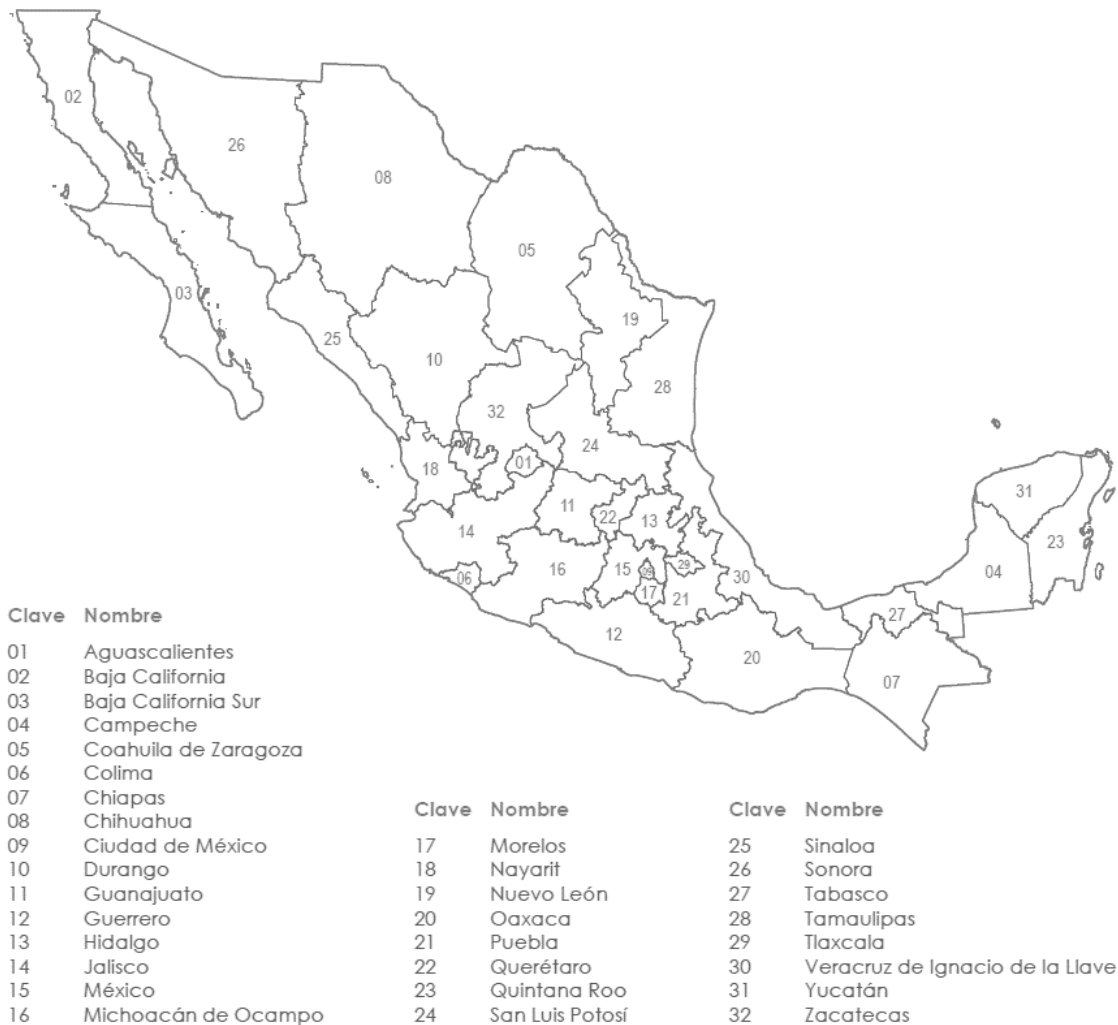 02
26
08
05
03
19
25
10
28
32
24
18
01
31
11
22
13
23
14
16
15
09
29
30
04
06
17
21
27
12
20
07
Clave Nombre
01 Aguascalientes
02 Baja California
03 Baja California Sur
04 Campeche
05 Coahuila de Zaragoza
06 Colima
07 Chiapas
08 Chihuahua
09 Ciudad de México
10 Durango
11 Guanajuato
12 Guerrero
13 Hidalgo
14 Jalisco
15 México
16 Michoacán de Ocampo
Clave Nombre
17 Morelos
18 Nayarit
19 Nuevo León
20 Oaxaca
21 Puebla
22 Querétaro
23 Quintana Roo
24 San Luis Potosí
Clave Nombre
25 Sinaloa
26 Sonora
27 Tabasco
28 Tamaulipas
29 Tlaxcala
30 Veracruz de Ignacio de la Llave
31 Yucatán
32 Zacatecas